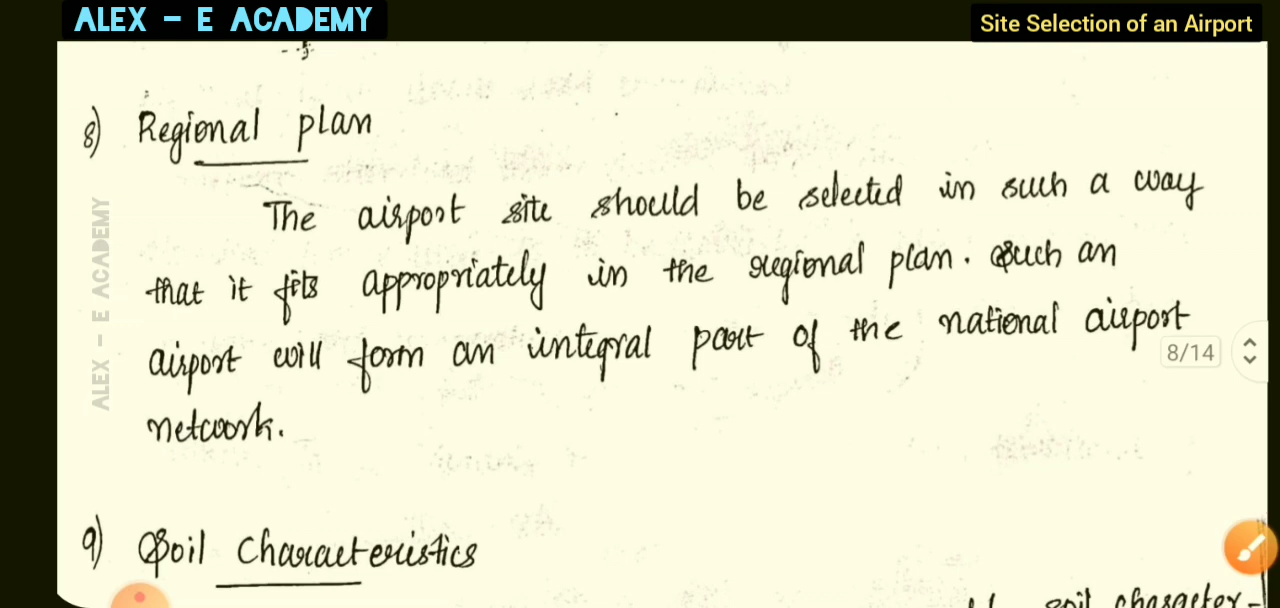 ALEX - E ACADEMY
Site Selection of an Airport
8) Regional plan
The airport site should be selected in such a way
that it fits appropriately in the regional plan. Such an
airport will form an integral part of the national airport
8/14
network.
ALEX - E ACADEMY
9) Soil Characteristics
soil character-